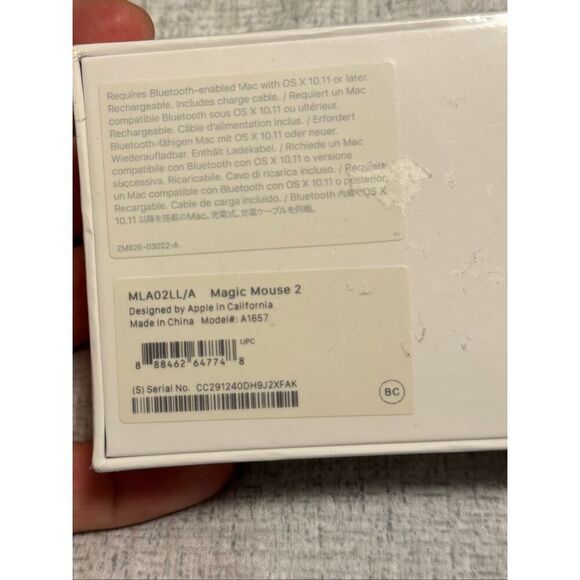 Requires Bluetooth-enabled Mac with OS X 10.11 or later.
Rechargeable. Includes charge cable. / Requiert un Mac
compatible Bluetooth sous OS X 10.11 ou ultérieur.
Rechargeable. Câble d'alimentation inclus. / Erfordert
Bluetooth-fähigen Mac mit OS X 10.11 oder neuer.
Wiederaufladbar. Enthält Ladekabel. / Richiede un Mac
compatibile con Bluetooth con OS X 10.11 o versione
successiva. Ricaricabile. Cavo di ricarica incluso. / Requiere
un Mac compatible con Bluetooth con OS X 10.11 o posterior.
Recargable. Cable de carga incluido. / Bluetooth 内蔵でOS X
10.11 以降を搭載のMac。充電式。充電ケーブルを同梱。
ZM826-03022-A
MLA02LL/A Magic Mouse 2
Designed by Apple in California
Made in China Model#: A1657
UPC
8 88462 64774 8
(S) Serial No. CC291240DH9J2XFAK
BC